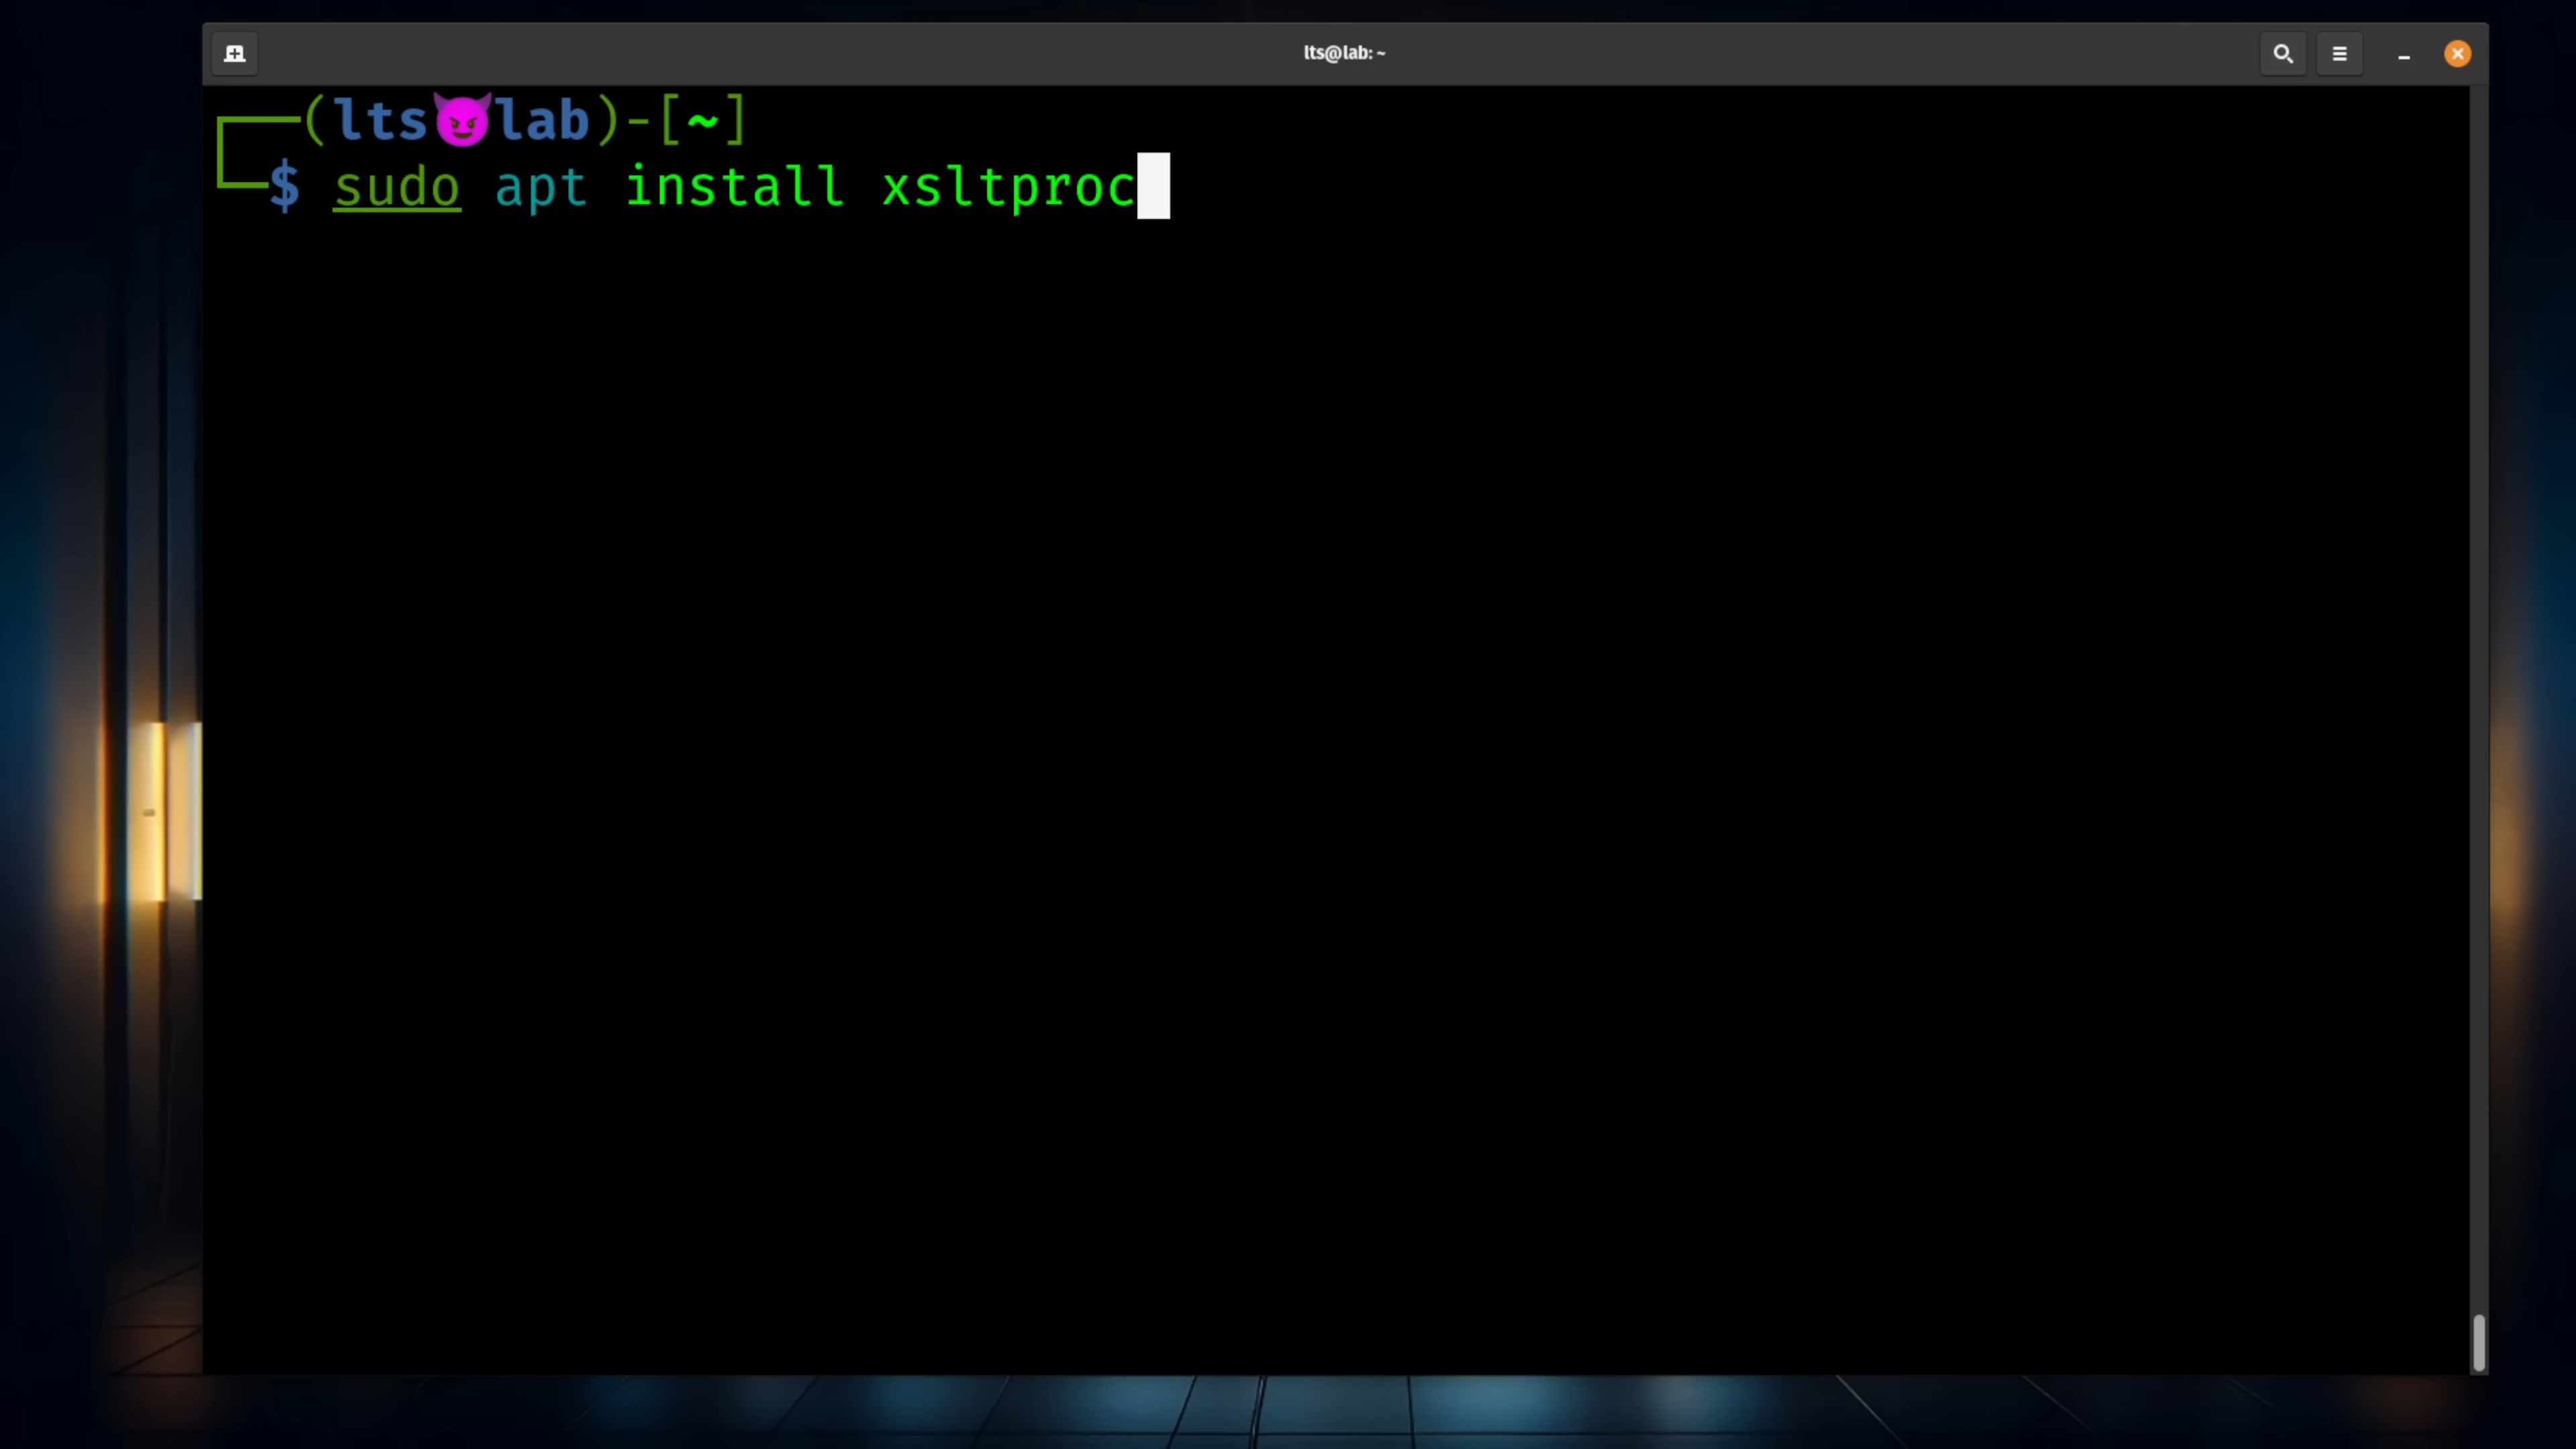 lts@lab: ~
(lts😈lab)-[~]
$ sudo apt install xsltproc